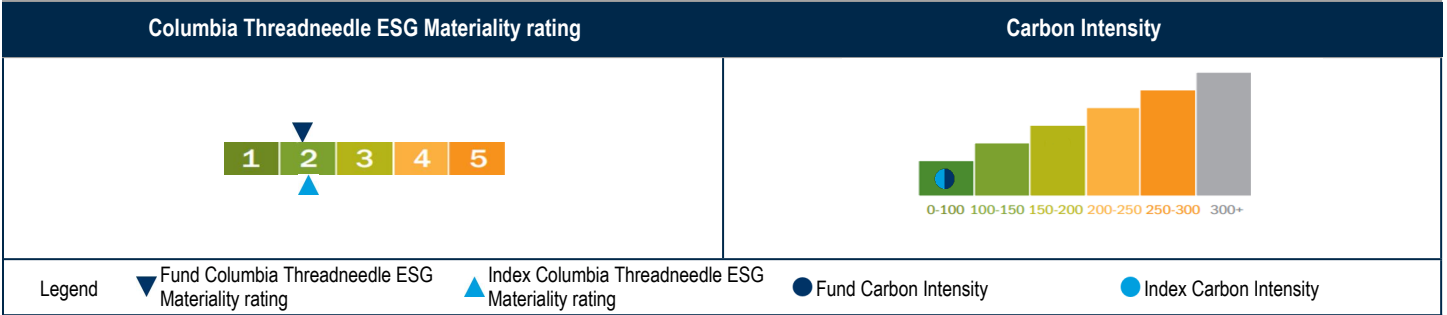 Columbia Threadneedle ESG Materiality rating
Carbon Intensity
1 2 3 4 5
0-100 100-150 150-200 200-250 250-300 300+
Legend
Fund Columbia Threadneedle ESG
Materiality rating
Index Columbia Threadneedle ESG
Materiality rating
Fund Carbon Intensity
Index Carbon Intensity